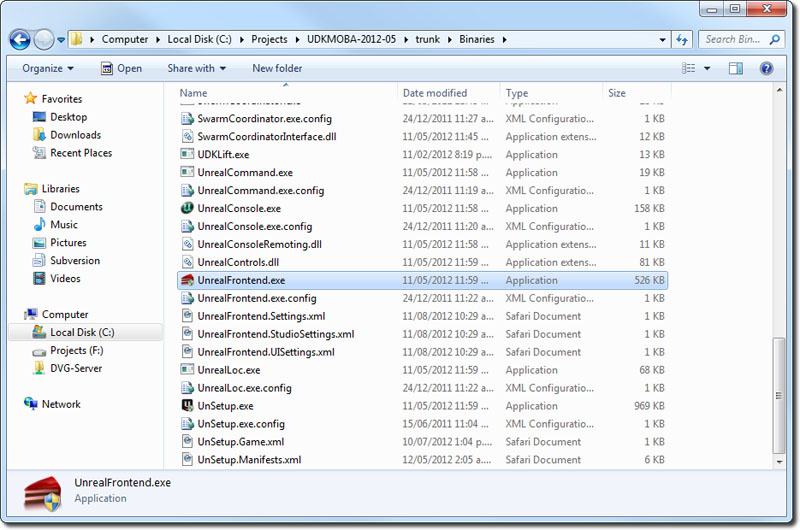 Computer Local Disk (C:) Projects UDKMOBA-2012-05 trunk Binaries Search Bin...
Organize Open Share with New folder
Favorites
Desktop
Downloads
Recent Places
Libraries
Documents
Music
Pictures
Subversion
Videos
Computer
Local Disk (C:)
Projects (F:)
DVG-Server
Network
Name Date modified Type Size
SwarmCoordinator.exe.config 24/12/2011 11:27 a... XML Configuratio... 1 KB
SwarmCoordinatorInterface.dll 11/05/2012 11:45 ... Application extens... 12 KB
UDKLift.exe 11/02/2012 8:19 p.... Application 13 KB
UnrealCommand.exe 11/05/2012 11:58 ... Application 19 KB
UnrealCommand.exe.config 24/12/2011 11:19 a... XML Configuratio... 1 KB
UnrealConsole.exe 11/05/2012 11:58 ... Application 158 KB
UnrealConsole.exe.config 24/12/2011 11:20 a... XML Configuratio... 1 KB
UnrealConsoleRemoting.dll 11/05/2012 11:58 ... Application extens... 11 KB
UnrealControls.dll 11/05/2012 11:58 ... Application extens... 81 KB
UnrealFrontend.exe 11/05/2012 11:59 ... Application 526 KB
UnrealFrontend.exe.config 24/12/2011 11:22 a... XML Configuratio... 1 KB
UnrealFrontend.Settings.xml 11/08/2012 10:29 a... Safari Document 1 KB
UnrealFrontend.StudioSettings.xml 11/08/2012 10:29 a... Safari Document 1 KB
UnrealFrontend.UISettings.xml 11/08/2012 10:29 a... Safari Document 1 KB
UnrealLoc.exe 11/05/2012 11:59 ... Application 68 KB
UnrealLoc.exe.config 24/12/2011 11:22 a... XML Configuratio... 1 KB
UnSetup.exe 11/05/2012 11:59 ... Application 969 KB
UnSetup.exe.config 15/06/2011 11:04 ... XML Configuratio... 1 KB
UnSetup.Game.xml 10/07/2012 1:04 p... Safari Document 1 KB
UnSetup.Manifests.xml 12/05/2012 2:05 a... Safari Document 6 KB
UnrealFrontend.exe
Application